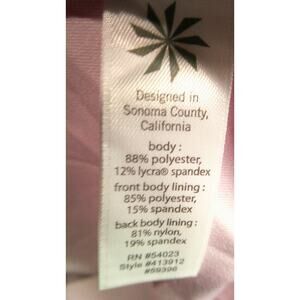 Designed in
Sonoma County,
California
body :
88% polyester,
12% lycra® spandex
front body lining :
85% polyester,
15% spandex
back body lining :
81% nylon,
19% spandex
RN #54023
Style #413912
#59396